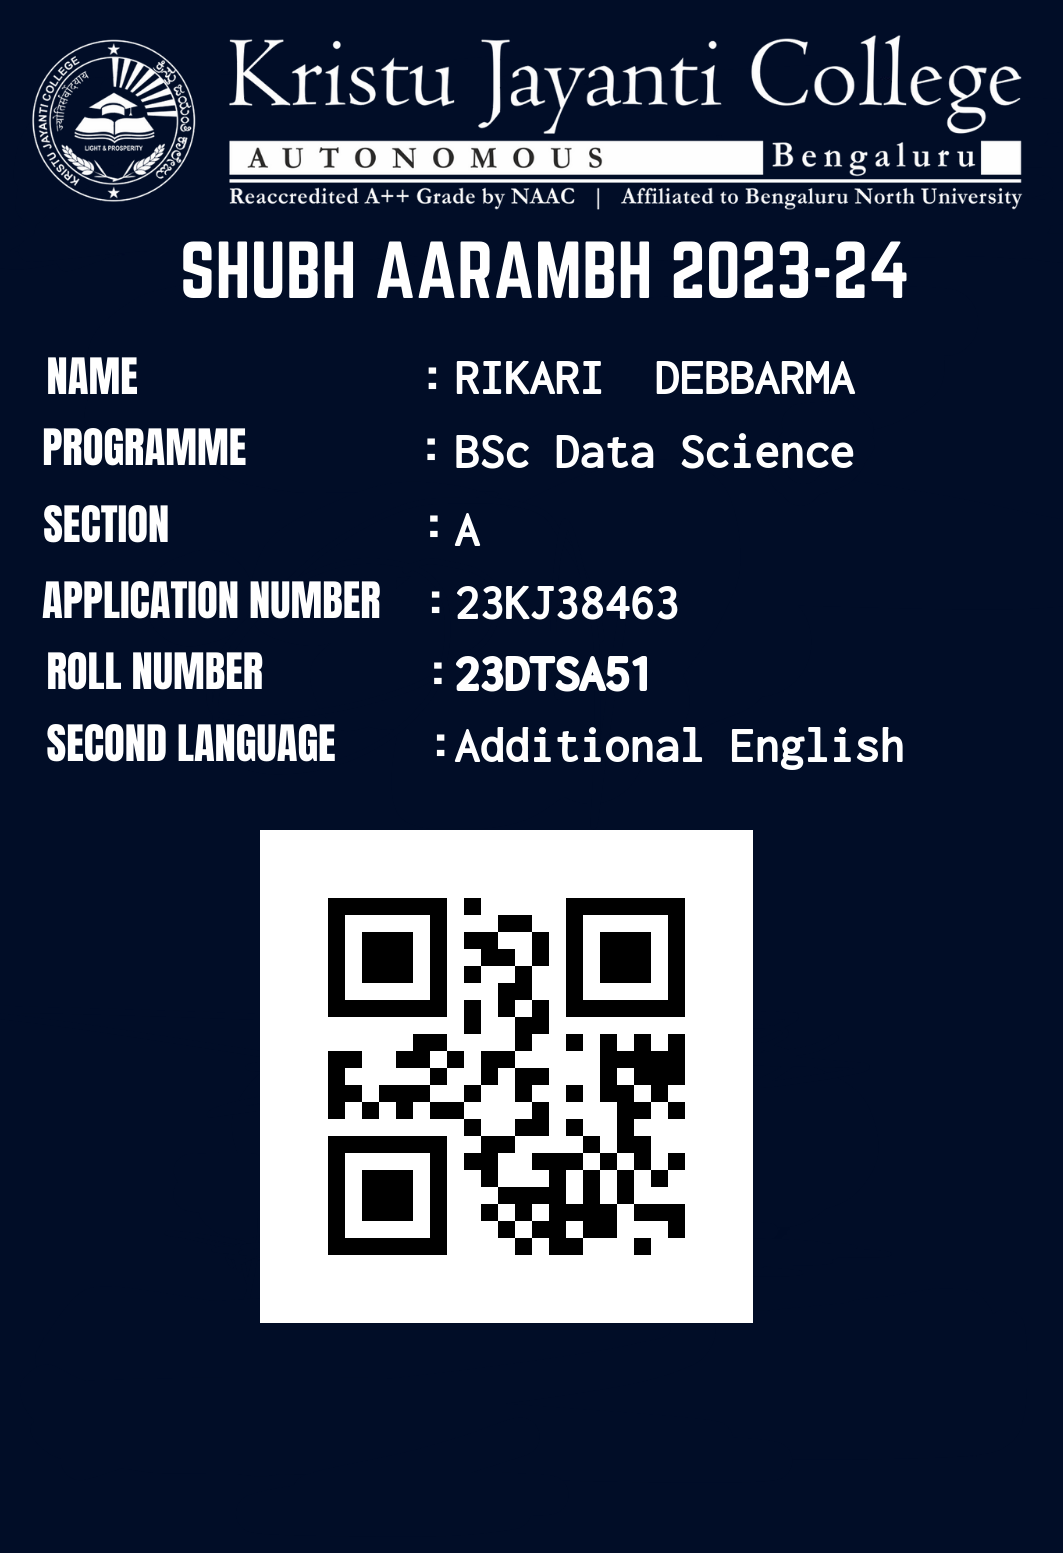 KRISTU JAYANTI COLLEGE
ಕ್ರಿಸ್ತು ಜಯಂತಿ ಕಾಲೇಜು
LIGHT & PROSPERITY
Kristu Jayanti College
AUTONOMOUS Bengaluru
Reaccredited A++ Grade by NAAC | Affiliated to Bengaluru North University
SHUBH AARAMBH 2023-24
NAME : RIKARI DEBBARMA
PROGRAMME : BSc Data Science
SECTION : A
APPLICATION NUMBER : 23KJ38463
ROLL NUMBER : 23DTSA51
SECOND LANGUAGE : Additional English